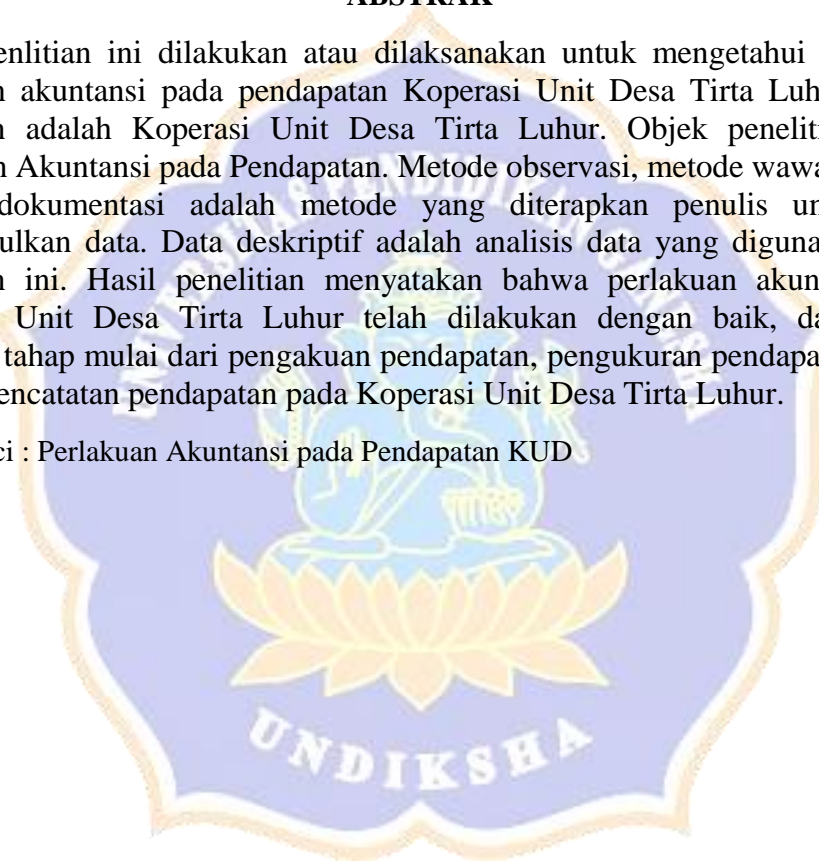 ABSTRAK
enlitian ini dilakukan atau dilaksanakan untuk mengetahui
n akuntansi pada pendapatan Koperasi Unit Desa Tirta Luhu
n adalah Koperasi Unit Desa Tirta Luhur. Objek peneliti
n Akuntansi pada Pendapatan. Metode observasi, metode wawa
dokumentasi adalah metode yang diterapkan penulis un
ulkan data. Data deskriptif adalah analisis data yang diguna
n ini. Hasil penelitian menyatakan bahwa perlakuan akun
Unit Desa Tirta Luhur telah dilakukan dengan baik, da
tahap mulai dari pengakuan pendapatan, pengukuran pendapa
encatatan pendapatan pada Koperasi Unit Desa Tirta Luhur.
ci : Perlakuan Akuntansi pada Pendapatan KUD
UNIVERSITAS PENDIDIKAN GANESHA
UNDIKSHA